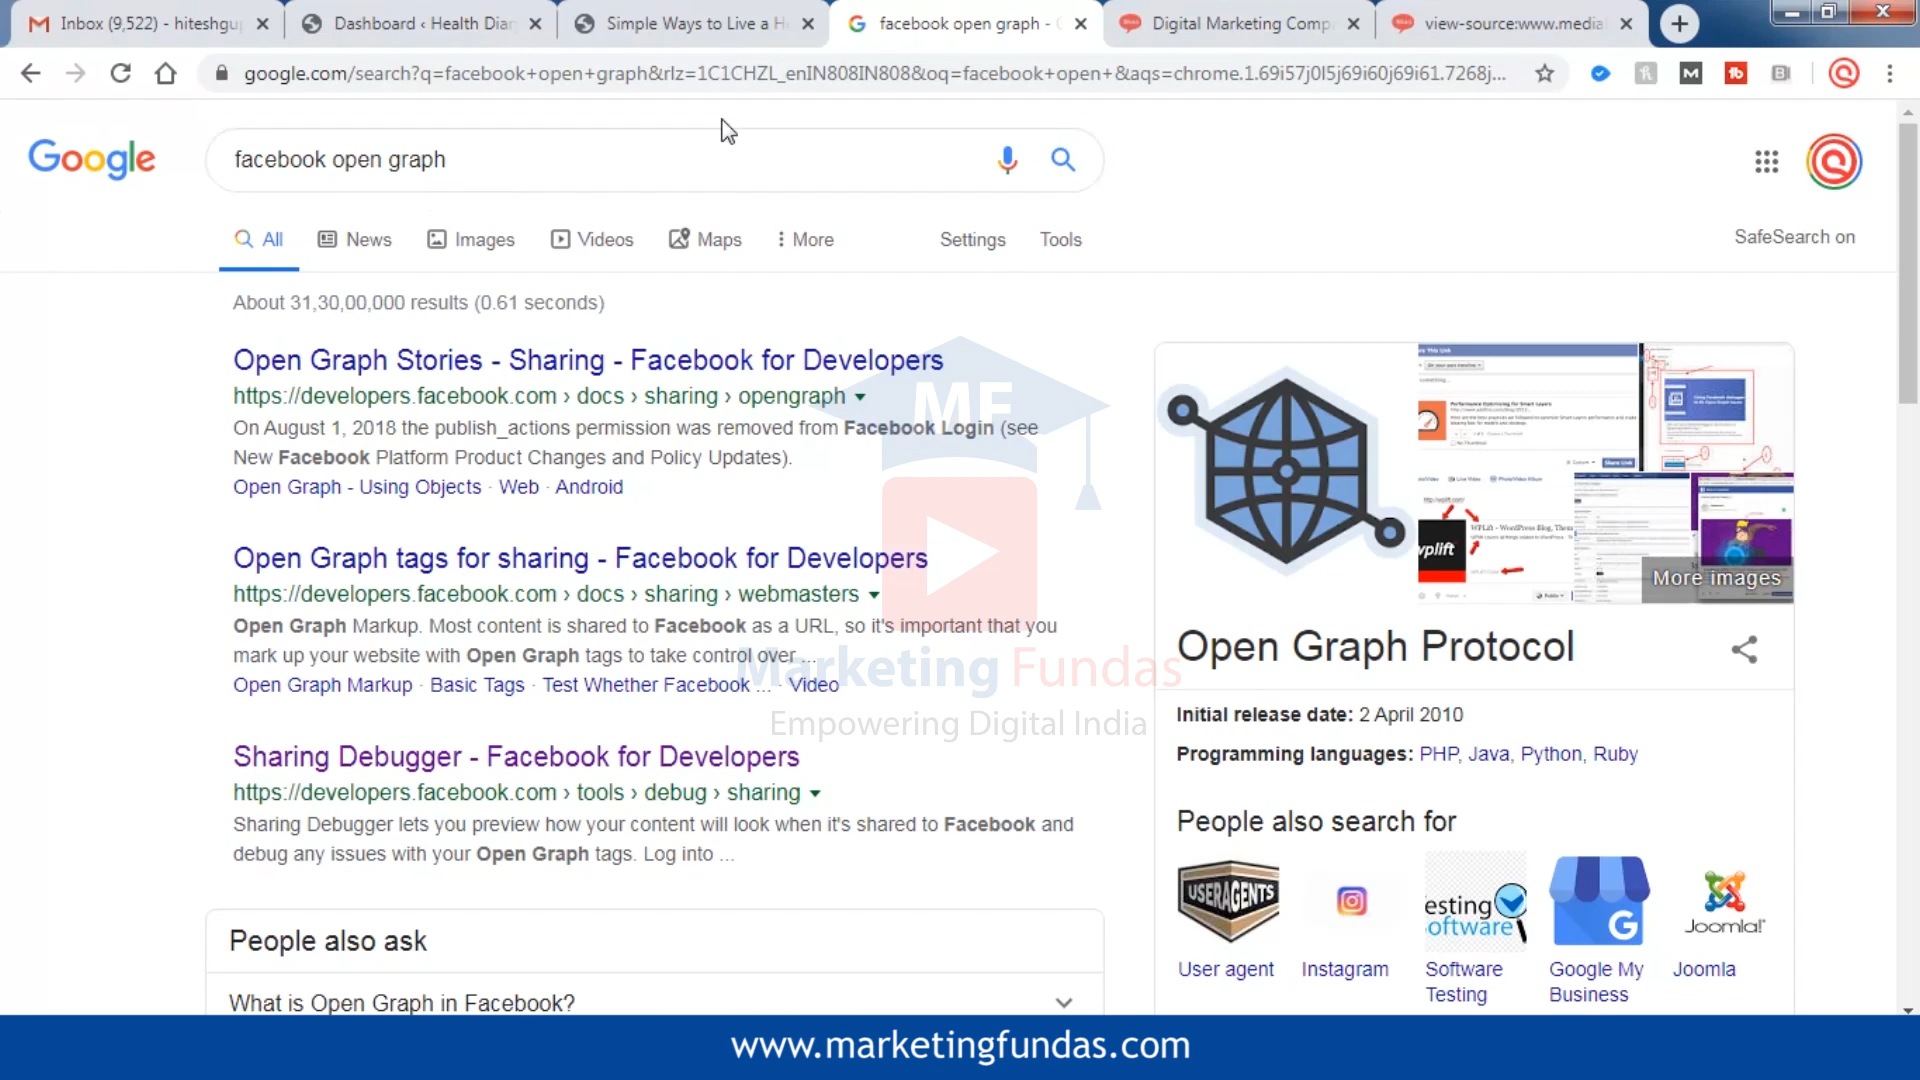 Inbox (9,522) - hiteshgu
Dashboard ‹ Health Diar
Simple Ways to Live a H
facebook open graph - G
Digital Marketing Comp
view-source:www.media
google.com/search?q=facebook+open+graph&rlz=1C1CHZL_enIN808IN808&oq=facebook+open+&aqs=chrome.1.69i57j0l5j69i60j69i61.7268j...
Google
facebook open graph
All
News
Images
Videos
Maps
More
Settings
Tools
SafeSearch on
About 31,30,00,000 results (0.61 seconds)
Open Graph Stories - Sharing - Facebook for Developers
https://developers.facebook.com › docs › sharing › opengraph
On August 1, 2018 the publish_actions permission was removed from Facebook Login (see
New Facebook Platform Product Changes and Policy Updates).
Open Graph - Using Objects · Web · Android
Open Graph tags for sharing - Facebook for Developers
https://developers.facebook.com › docs › sharing › webmasters
Open Graph Markup. Most content is shared to Facebook as a URL, so it's important that you
mark up your website with Open Graph tags to take control over ...
Open Graph Markup · Basic Tags · Test Whether Facebook ... · Video
Sharing Debugger - Facebook for Developers
https://developers.facebook.com › tools › debug › sharing
Sharing Debugger lets you preview how your content will look when it's shared to Facebook and
debug any issues with your Open Graph tags. Log into ...
People also ask
What is Open Graph in Facebook?
MF
Marketing Fundas
Empowering Digital India
wplift
More images
Open Graph Protocol
Initial release date: 2 April 2010
Programming languages: PHP, Java, Python, Ruby
People also search for
USERAGENTS
esting
oftware
G
Joomla!
User agent
Instagram
Software
Testing
Google My
Business
Joomla
www.marketingfundas.com